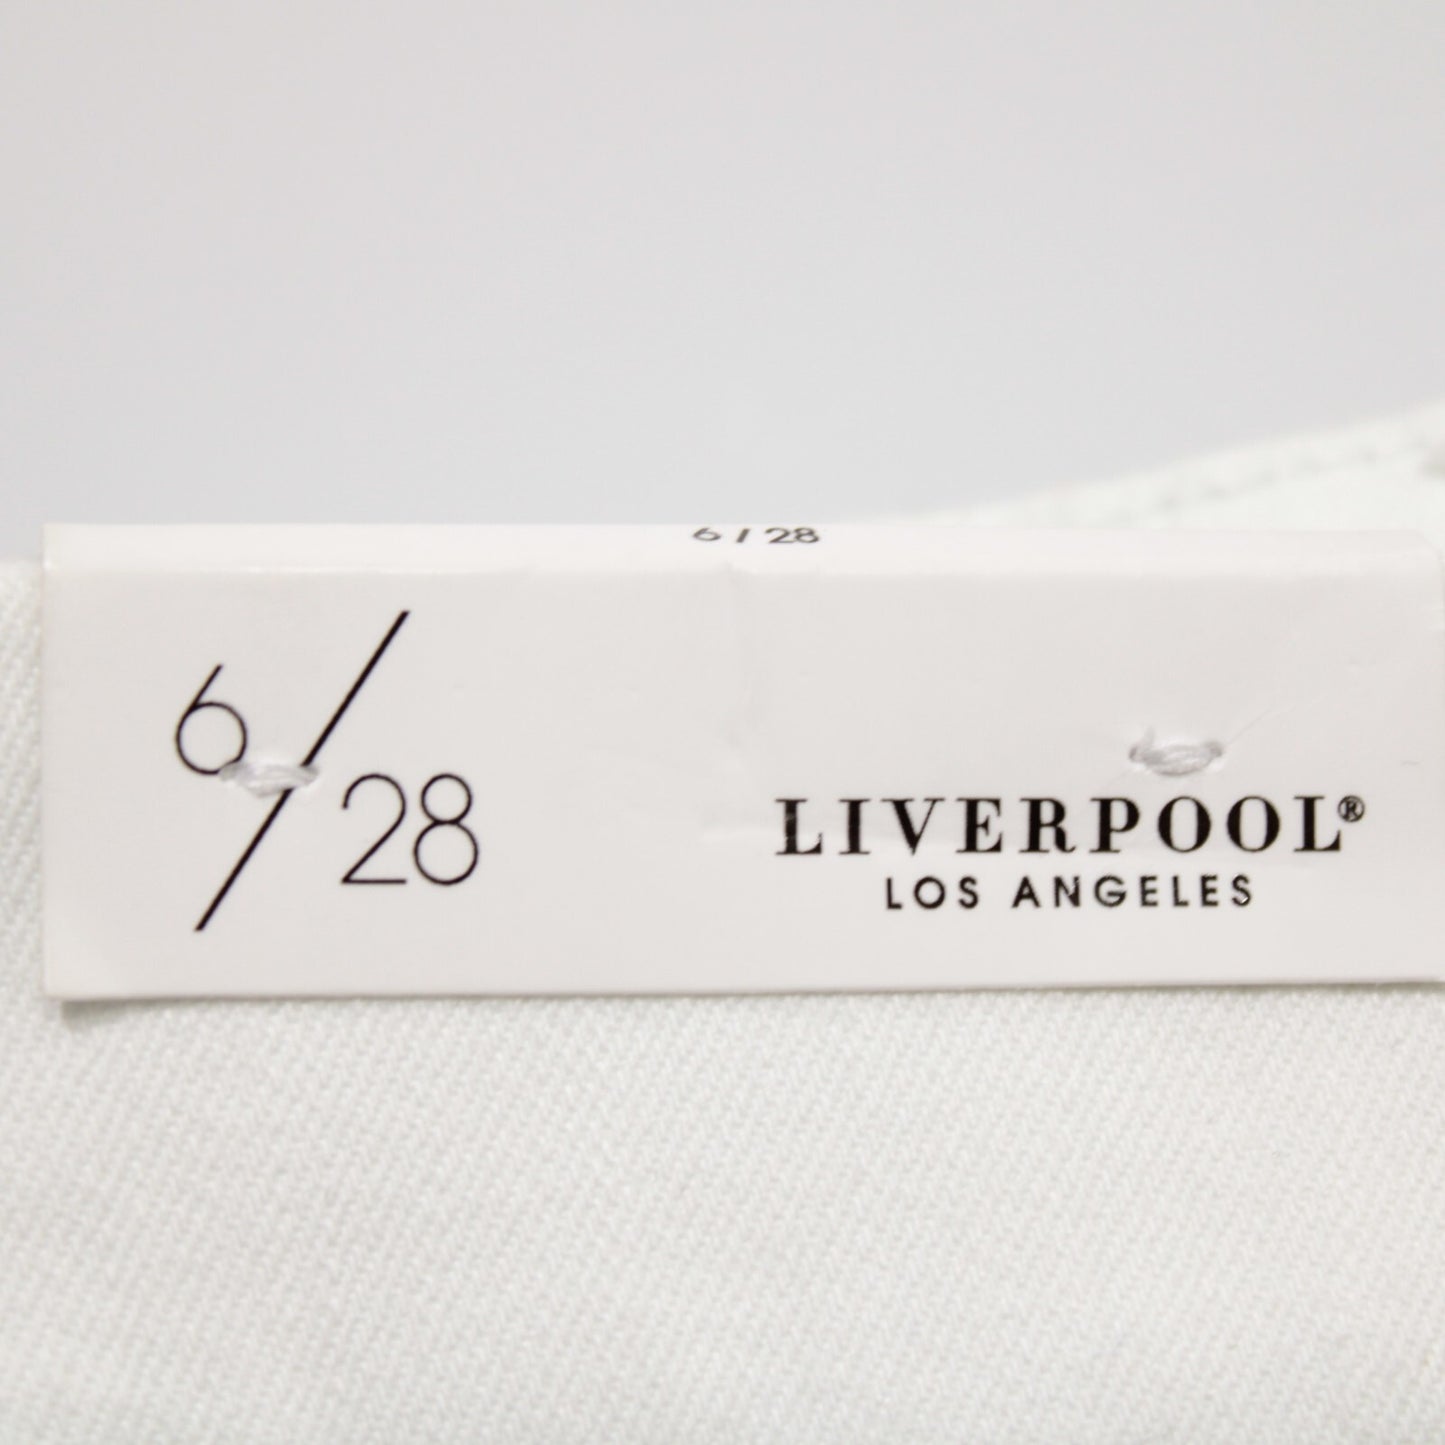 6 / 28
6/28
LIVERPOOL®
LOS ANGELES